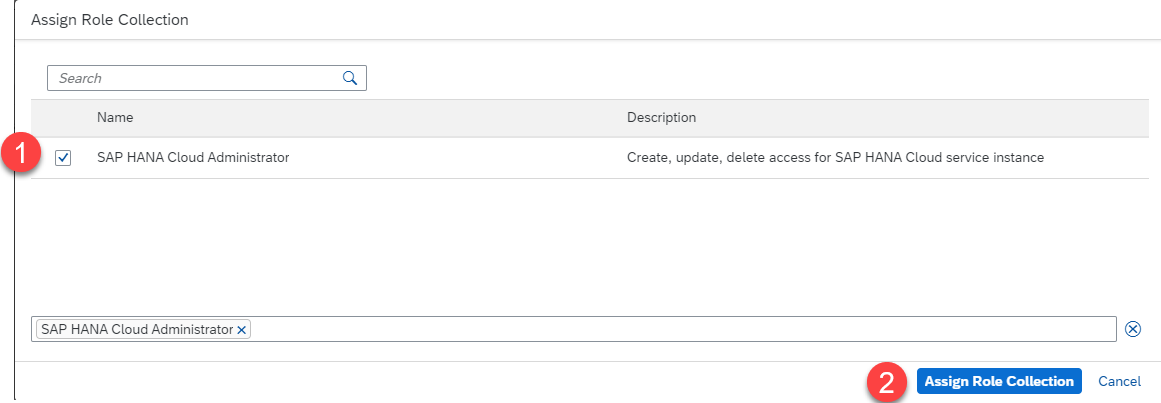 Assign Role Collection
Search
Name Description
1
SAP HANA Cloud Administrator Create, update, delete access for SAP HANA Cloud service instance
SAP HANA Cloud Administrator
2 Assign Role Collection Cancel